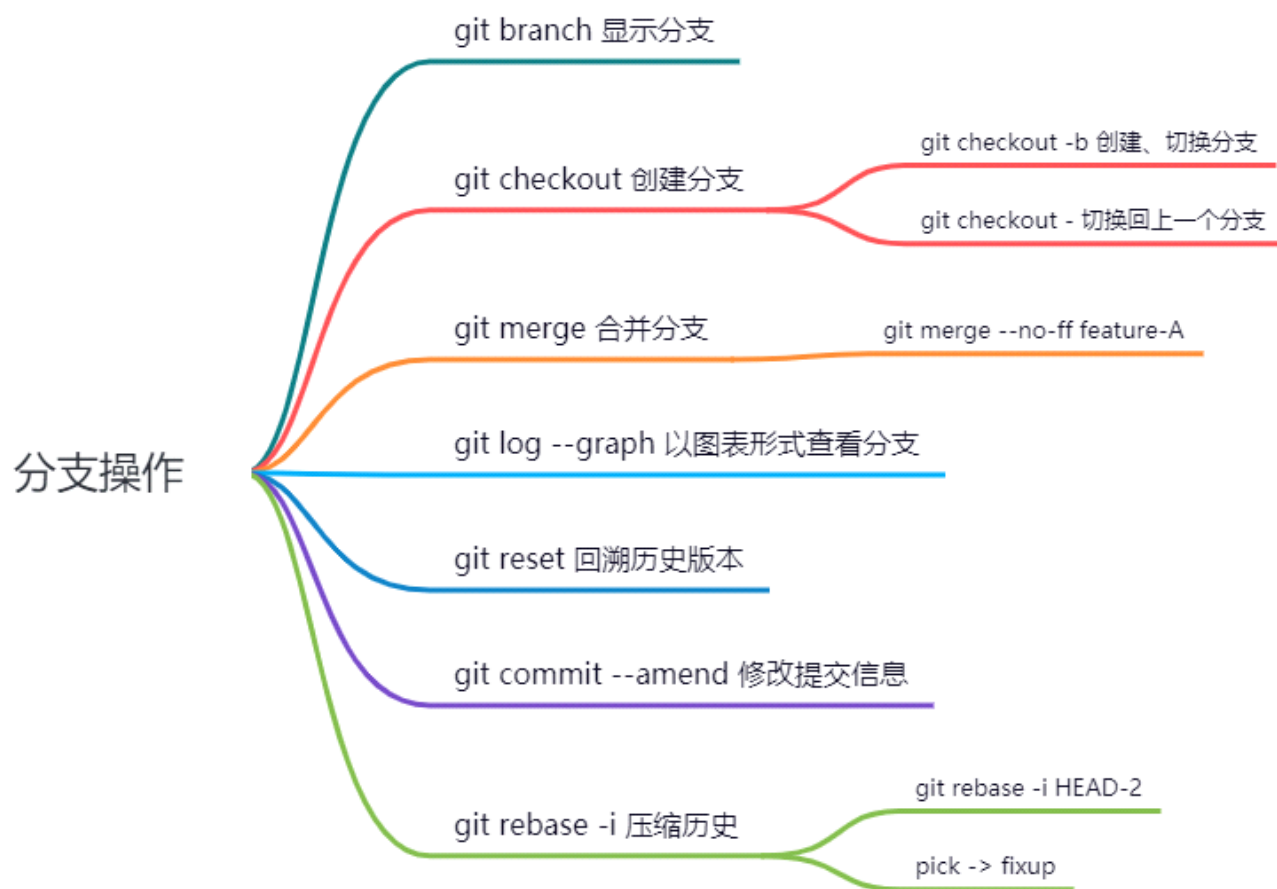 分支操作
git branch 显示分支
git checkout 创建分支
git checkout -b 创建、切换分支
git checkout - 切换回上一个分支
git merge 合并分支
git merge --no-ff feature-A
git log --graph 以图表形式查看分支
git reset 回溯历史版本
git commit --amend 修改提交信息
git rebase -i 压缩历史
git rebase -i HEAD-2
pick -> fixup